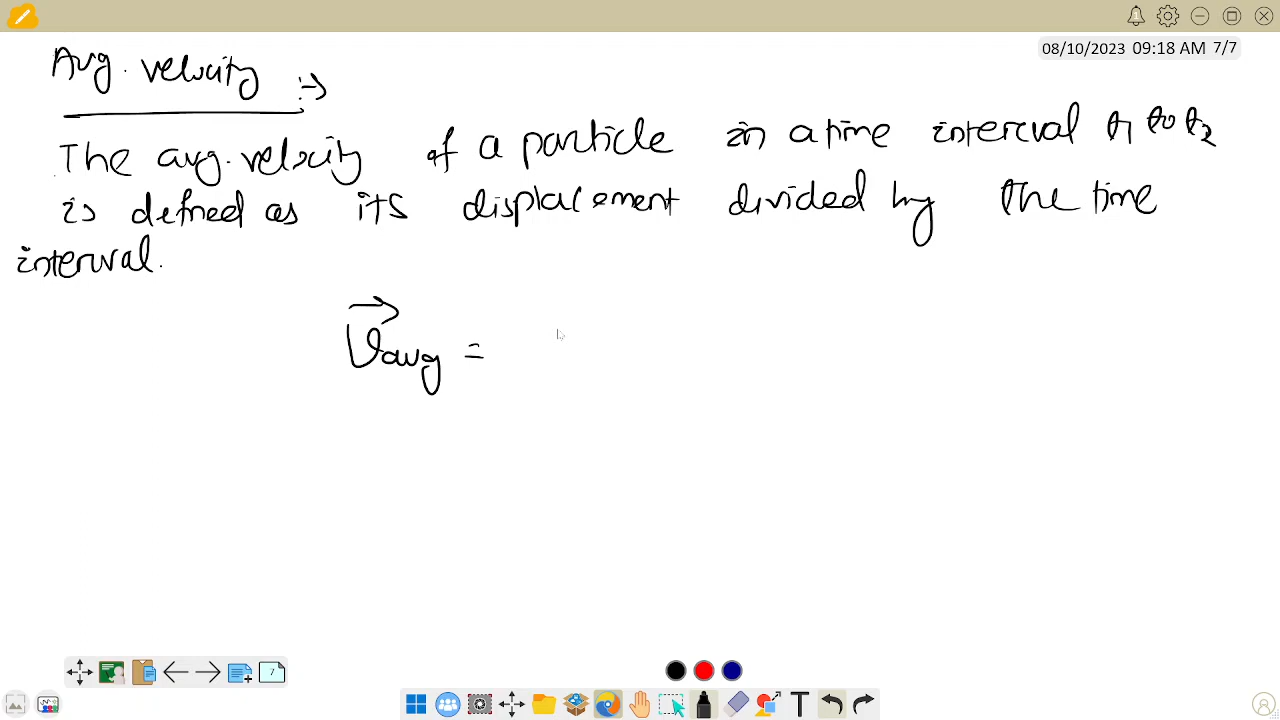 08/10/2023 09:18 AM 7/7
Avg. velocity :->
The avg. velocity of a particle in a time interval t1 to t2
is defined as its displacement divided by the time
interval.
v⃗avg =
7
T